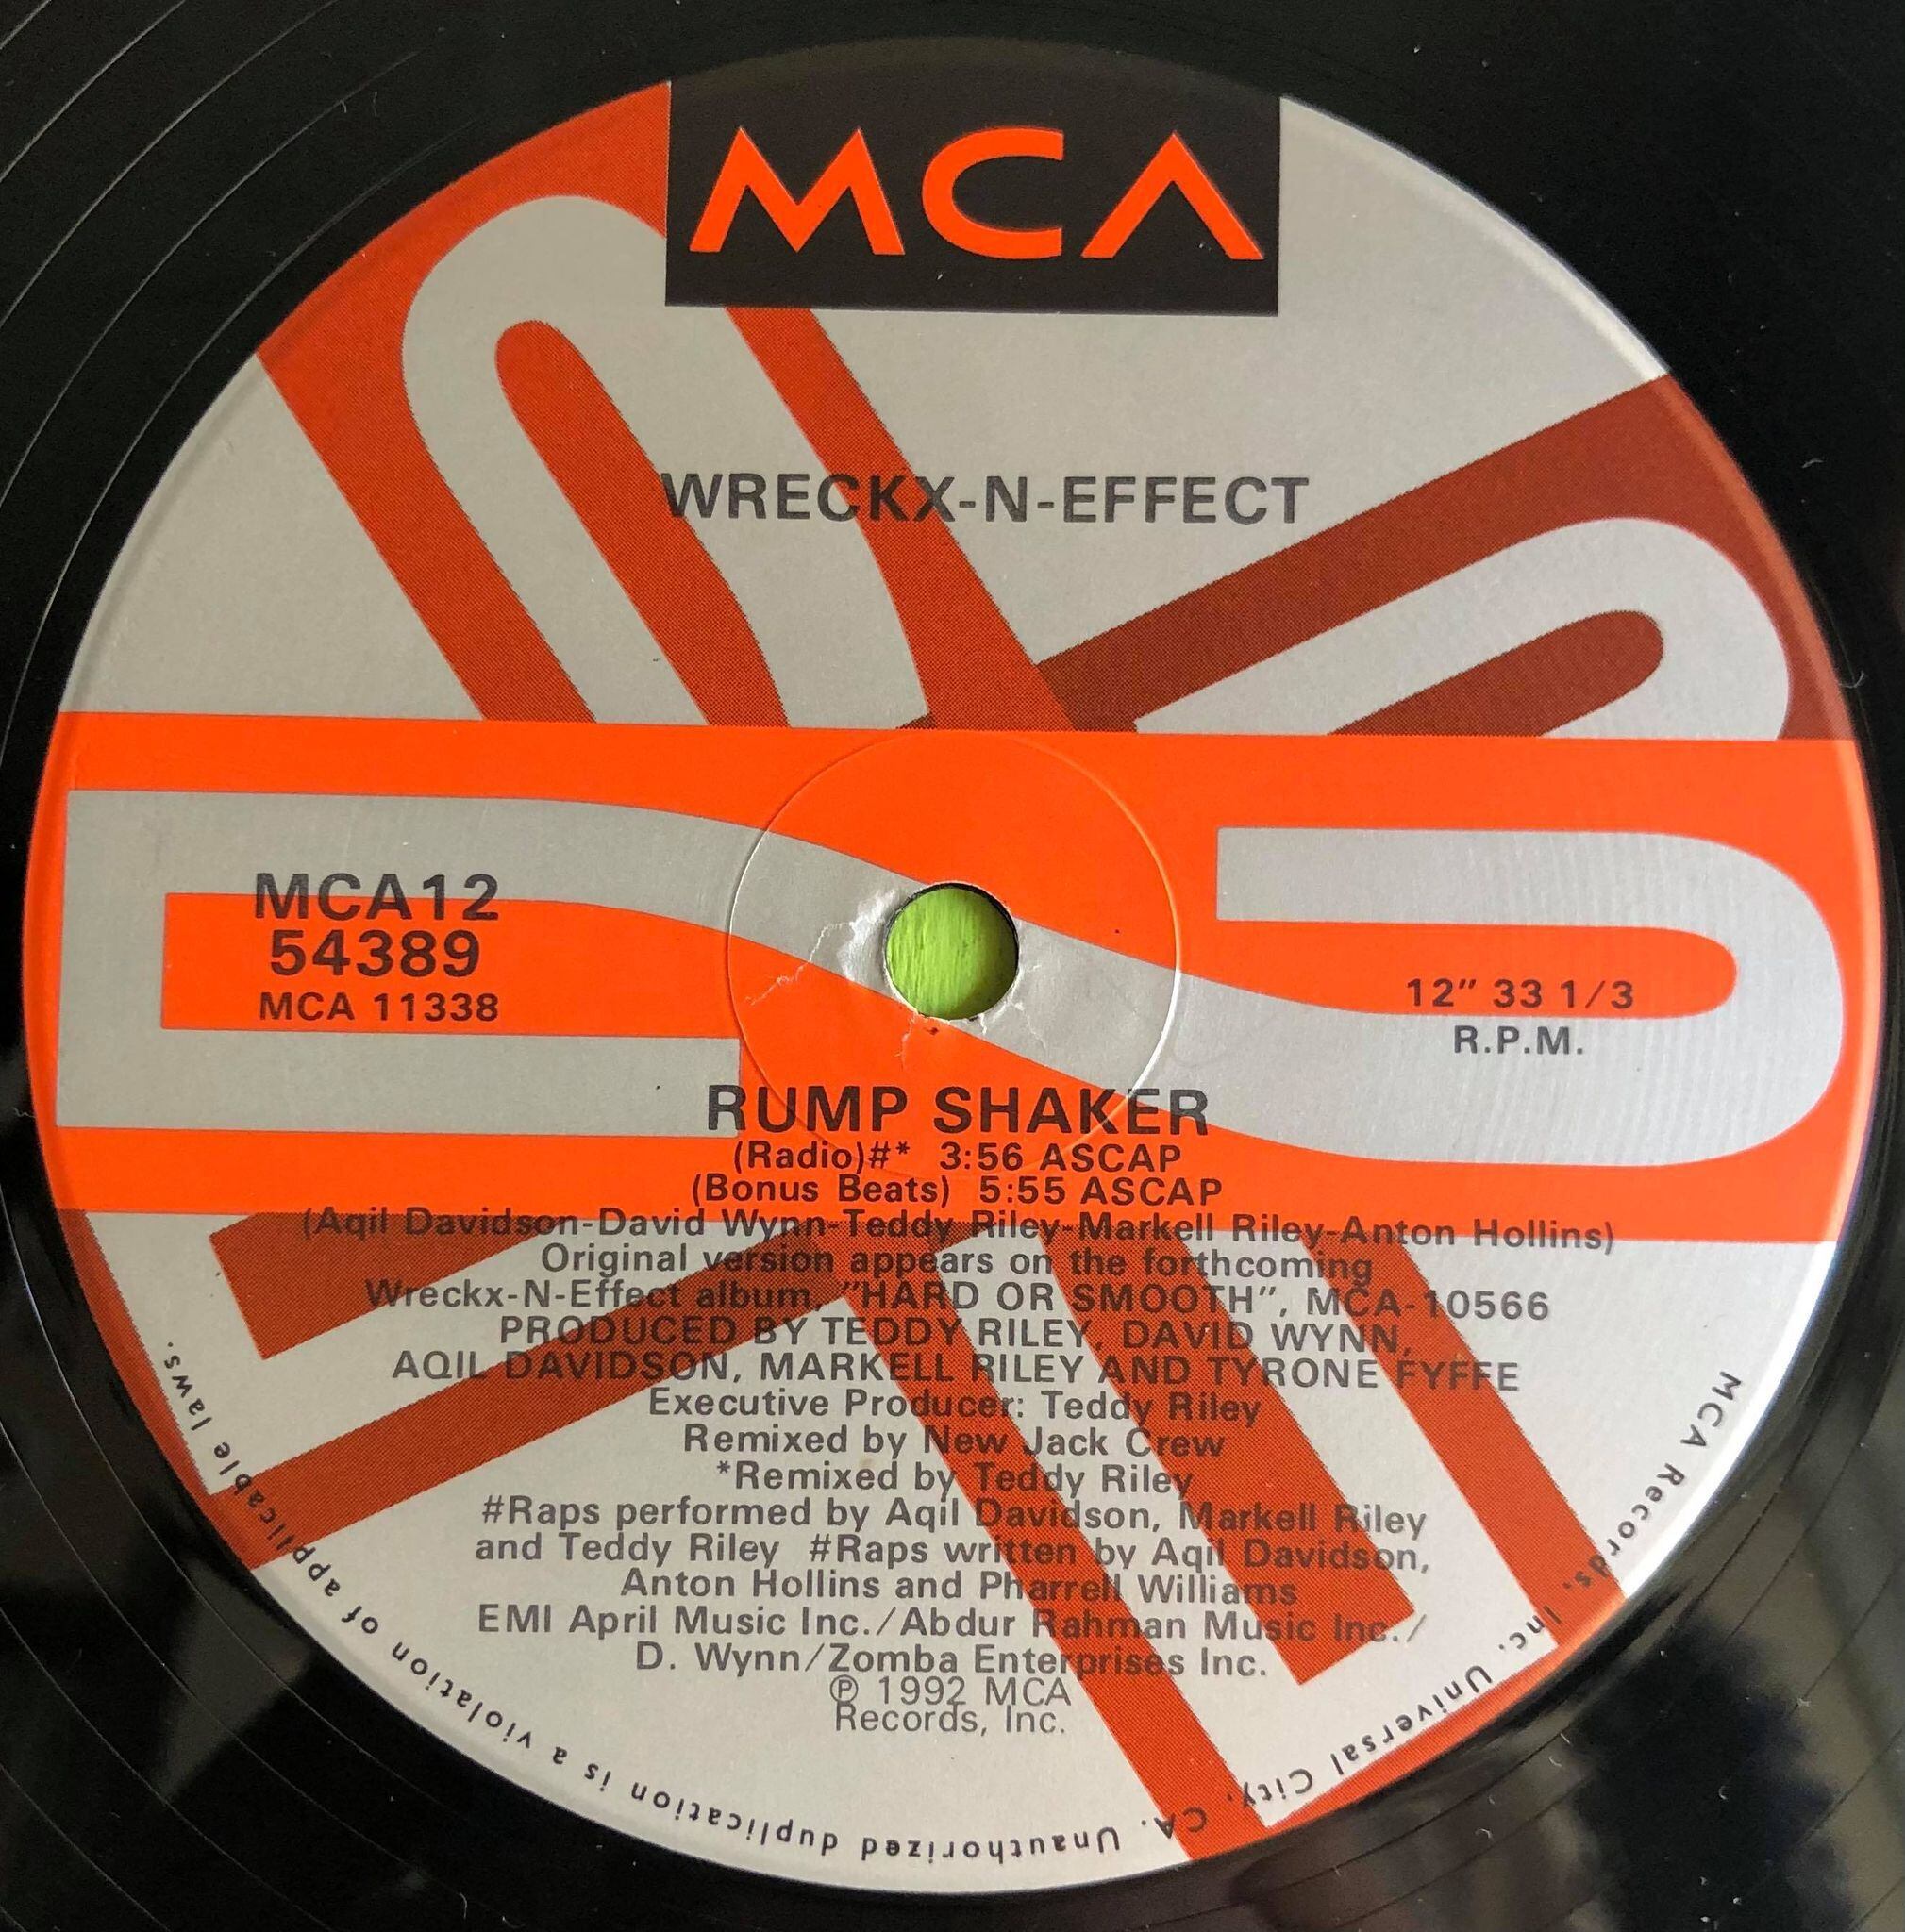 MCA
WRECKX-N-EFFECT
MCA12
54389
MCA 11338
12" 33 1/3
R.P.M.
RUMP SHAKER
(Radio)#* 3:56 ASCAP
(Bonus Beats) 5:55 ASCAP
(Aqil Davidson-David Wynn-Teddy Riley-Markell Riley-Anton Hollins)
Original version appears on the forthcoming
Wreckx-N-Effect album, "HARD OR SMOOTH", MCA-10566
PRODUCED BY TEDDY RILEY, DAVID WYNN,
AQIL DAVIDSON, MARKELL RILEY AND TYRONE FYFFE
Executive Producer: Teddy Riley
Remixed by New Jack Crew
*Remixed by Teddy Riley
#Raps performed by Aqil Davidson, Markell Riley
and Teddy Riley #Raps written by Aqil Davidson,
Anton Hollins and Pharrell Williams
EMI April Music Inc./Abdur Rahman Music Inc./
D. Wynn/Zomba Enterprises Inc.
℗ 1992 MCA
Records, Inc.
MCA Records, Inc. Universal City, CA. Unauthorized duplication is a violation of applicable laws.